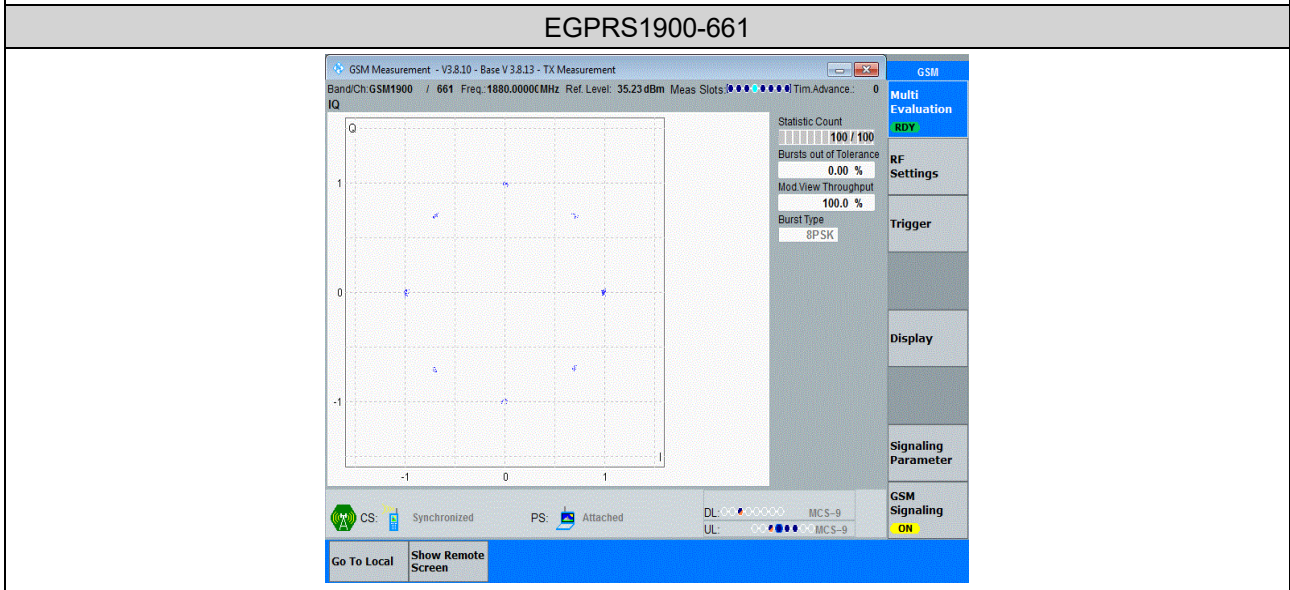 EGPRS1900-661
GSM Measurement - V3.8.10 - Base V 3.8.13 - TX Measurement
GSM
Band/Ch:GSM1900 / 661 Freq.:1880.0000(MHz Ref. Level: 35.23 dBm Meas Slots: Tim.Advance.: 0
IQ
Multi
Evaluation
RDY
Q
Statistic Count
100 / 100
Bursts out of Tolerance
0.00 %
Mod.View Throughput
100.0 %
Burst Type
8PSK
RF
Settings
Trigger
Display
Signaling
Parameter
GSM
Signaling
ON
1
0
-1
I
-1 0 1
CS: Synchronized PS: Attached
DL: MCS-9
UL: MCS-9
Go To Local
Show Remote
Screen